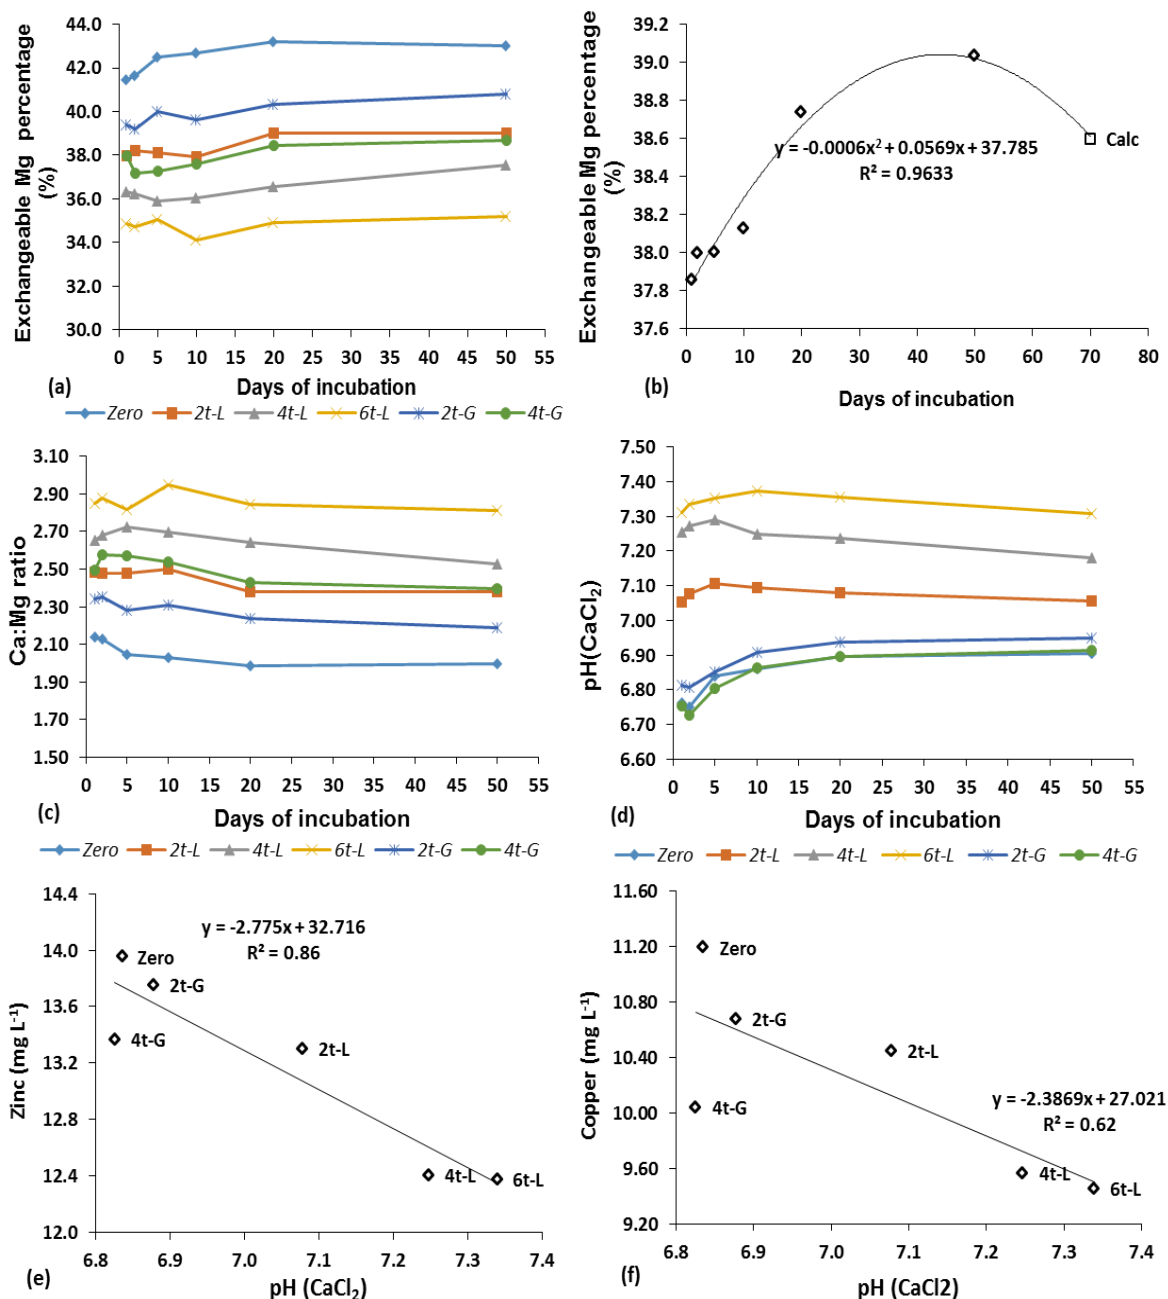 Exchangeable Mg percentage
(%)
44.0
42.0
40.0
38.0
36.0
34.0
32.0
30.0
0 5 10 15 20 25 30 35 40 45 50 55
(a)
Days of incubation
Zero 2t-L 4t-L 6t-L 2t-G 4t-G
Exchangeable Mg percentage
(%)
39.2
39.0
38.8
38.6
38.4
38.2
38.0
37.8
37.6
y = -0.0006x² + 0.0569x + 37.785
R² = 0.9633
Calc
0 10 20 30 40 50 60 70 80
(b)
Days of incubation
Ca:Mg ratio
3.10
2.90
2.70
2.50
2.30
2.10
1.90
1.70
1.50
0 5 10 15 20 25 30 35 40 45 50 55
(c)
Days of incubation
Zero 2t-L 4t-L 6t-L 2t-G 4t-G
pH(CaCl₂)
7.50
7.40
7.30
7.20
7.10
7.00
6.90
6.80
6.70
6.60
0 5 10 15 20 25 30 35 40 45 50 55
(d)
Days of incubation
Zero 2t-L 4t-L 6t-L 2t-G 4t-G
Zinc (mg L⁻¹)
14.4
14.0
13.6
13.2
12.8
12.4
12.0
y = -2.775x + 32.716
R² = 0.86
Zero
2t-G
4t-G
2t-L
4t-L
6t-L
6.8 6.9 7.0 7.1 7.2 7.3 7.4
(e)
pH (CaCl₂)
Copper (mg L⁻¹)
11.60
11.20
10.80
10.40
10.00
9.60
9.20
Zero
2t-G
2t-L
4t-G
y = -2.3869x + 27.021
R² = 0.62
4t-L
6t-L
6.8 6.9 7.0 7.1 7.2 7.3 7.4
(f)
pH (CaCl2)